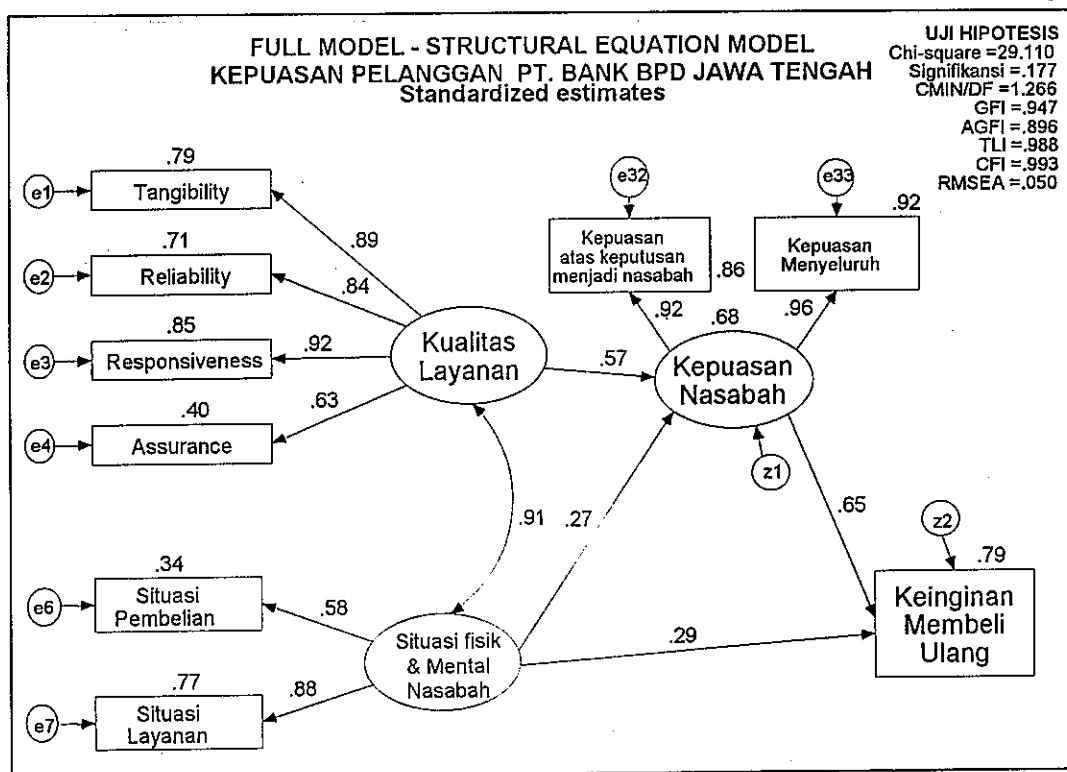 FULL MODEL - STRUCTURAL EQUATION MODEL
KEPUASAN PELANGGAN PT. BANK BPD JAWA TENGAH
Standardized estimates
UJI HIPOTESIS
Chi-square =29.110
Signifikansi =.177
CMIN/DF =1.266
GFI =.947
AGFI =.896
TLI =.988
CFI =.993
RMSEA =.050
.79
e1
Tangibility
.89
.71
e2
Reliability
.84
.85
e3
Responsiveness
.92
.40
e4
Assurance
.63
Kualitas
Layanan
.57
e32
Kepuasan
atas keputusan
menjadi nasabah
.86
.92
e33
.92
Kepuasan
Menyeluruh
.96
.68
Kepuasan
Nasabah
z1
.91
.27
.65
z2
.79
Keinginan
Membeli
Ulang
.34
e6
Situasi
Pembelian
.58
.77
e7
Situasi
Layanan
.88
Situasi fisik
& Mental
Nasabah
.29